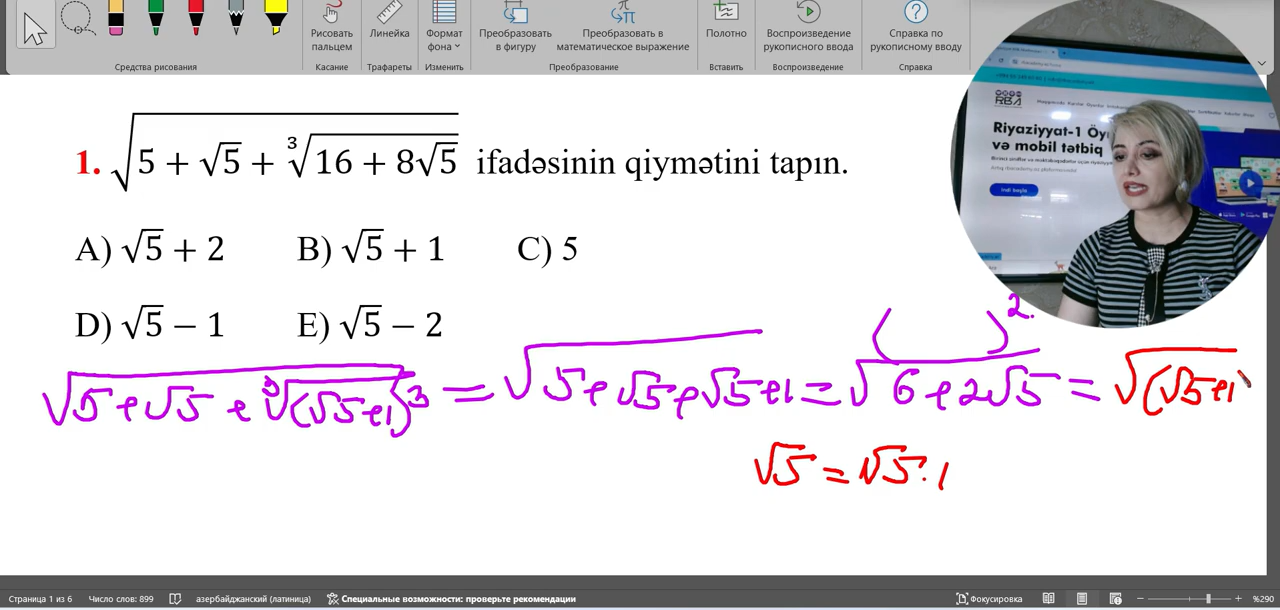 Рисовать пальцем
Линейка
Формат фона
Преобразовать в фигуру
Преобразовать в математическое выражение
Полотно
Воспроизведение рукописного ввода
Справка по рукописному вводу
Средства рисования
Касание
Трафареты
Изменить
Преобразование
Вставить
Воспроизведение
Справка
RBA
Riyaziyyat-1 Öy
və mobil tətbiq
İndi başla
1. √(5 + √5 + ∛(16 + 8√5)) ifadəsinin qiymətini tapın.
A) √5 + 2 B) √5 + 1 C) 5
D) √5 − 1 E) √5 − 2
( )².
√(5+√5 + ∛(√5+1)³) = √(5+√5+√5+1) = √(6+2√5) = √(√5+1
√5 = √5·1
Страница 1 из 6 Число слов: 899 азербайджанский (латиница) Специальные возможности: проверьте рекомендации Фокусировка − + %290